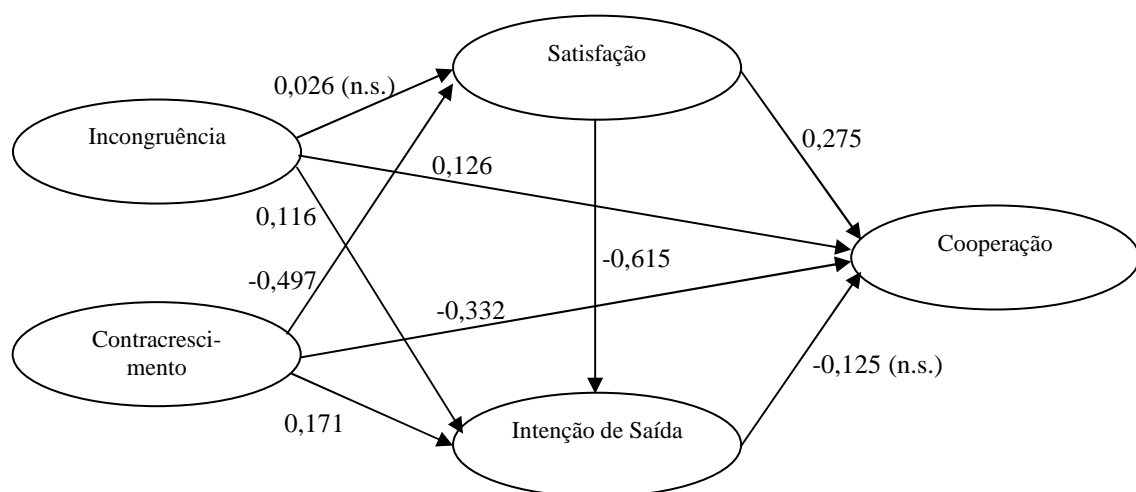 Satisfação
0,026 (n.s.)
Incongruência
0,275
0,126
0,116
Cooperação
-0,615
-0,497
-0,332
Contracresci-
mento
-0,125 (n.s.)
0,171
Intenção de Saída